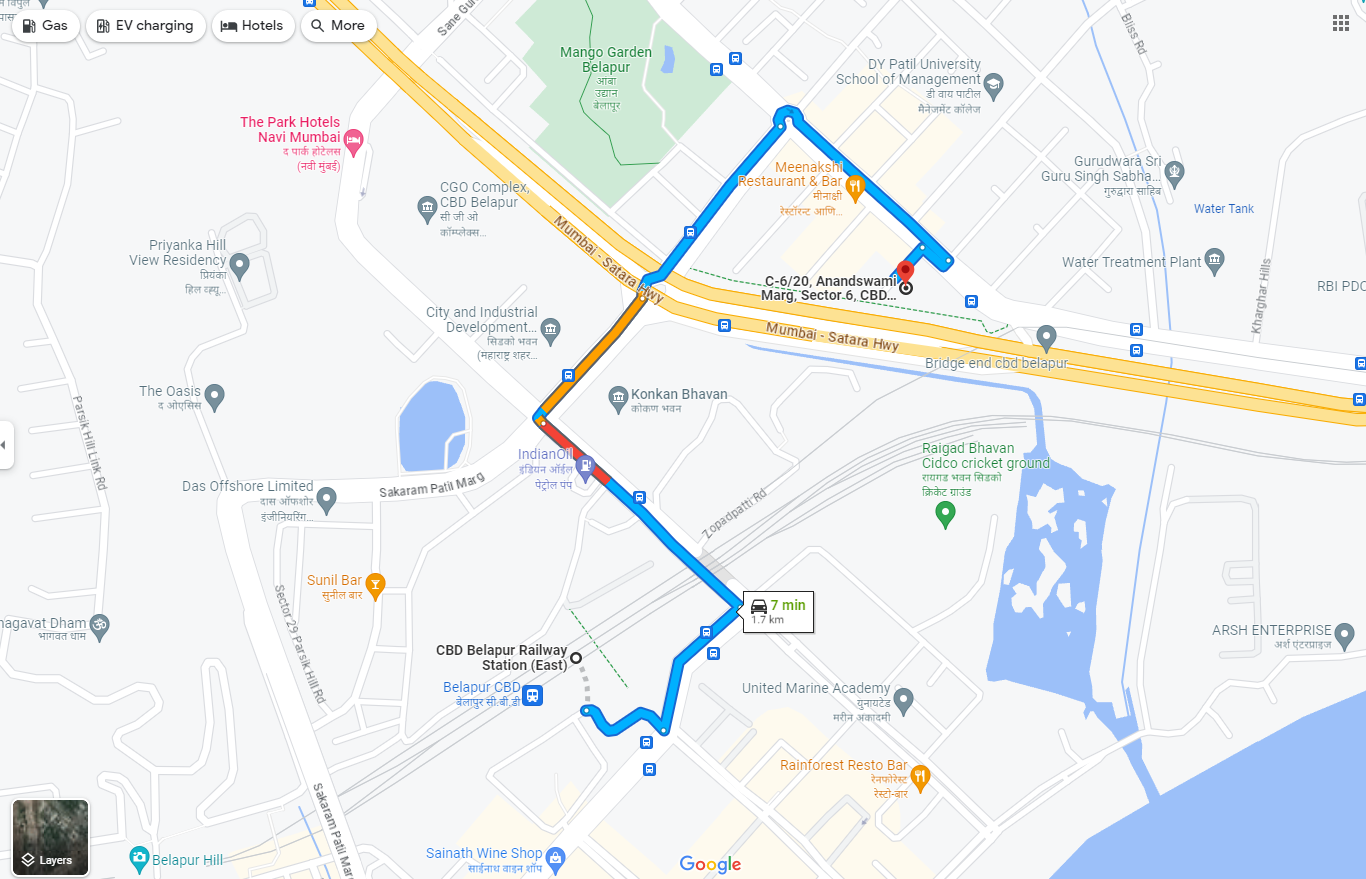 Gas
EV charging
Hotels
More
Sane Gur
Bliss Rd
Mango Garden
Belapur
आंबा
उद्यान
बेलापूर
DY Patil University
School of Management
डी वाय पाटील
मैनेजमेंट कॉलेज
The Park Hotels
Navi Mumbai
द पार्क होटेलस
(नवी मुंबई)
CGO Complex,
CBD Belapur
सी जी ओ
कॉम्प्लेक्स...
Meenakshi
Restaurant & Bar
मीनाक्षी
रेस्टॉरन्ट आणि...
Gurudwara Sri
Guru Singh Sabha...
गुरुद्वारा साहिब
Water Tank
Priyanka Hill
View Residency
प्रियंका
हिल व्ह्यू...
Mumbai - Satara Hwy
Water Treatment Plant
Kharghar Hills
RBI PDO
C-6/20, Anandswami
Marg, Sector 6, CBD...
City and Industrial
Development...
सिडको भवन
(महाराष्ट्र शहर...
Mumbai - Satara Hwy
Bridge end cbd belapur
The Oasis
द ओएसिस
Parsik Hill Link Rd
Konkan Bhavan
कोकण भवन
IndianOil
इंडियन ऑईल
पेट्रोल पंप
Raigad Bhavan
Cidco cricket ground
रायगड भवन सिडको
क्रिकेट ग्राउंड
Das Offshore Limited
दास ऑफशोर
इंजीनियरिंग...
Sakaram Patil Marg
Zopadpatti Rd
Sunil Bar
सुनील बार
Sector 29 Parsik Hill Rd
7 min
1.7 km
hagavat Dham
भागवत धाम
ARSH ENTERPRISE
अर्श एंटरप्राइज
CBD Belapur Railway
Station (East)
Belapur CBD
बेलापुर सी.बी.डी
United Marine Academy
युनायटेड
मरीन अकादमी
Rainforest Resto Bar
रेनफोरेस्ट
रेस्टो-बार
Sakaram Patil Marg
Layers
Belapur Hill
Sainath Wine Shop
साईनाथ वाइन शॉप
Google